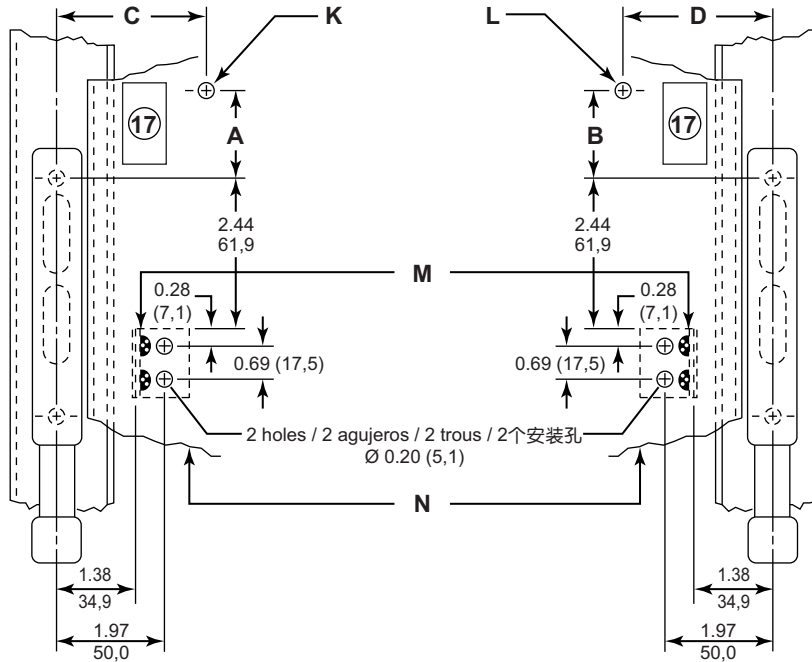 C
K
L
D
17
17
A
B
2.44
61,9
2.44
61,9
M
0.28
(7,1)
0.28
(7,1)
0.69 (17,5)
0.69 (17,5)
2 holes / 2 agujeros / 2 trous / 2个安装孔
Ø 0.20 (5,1)
N
1.38
34,9
1.38
34,9
1.97
50,0
1.97
50,0